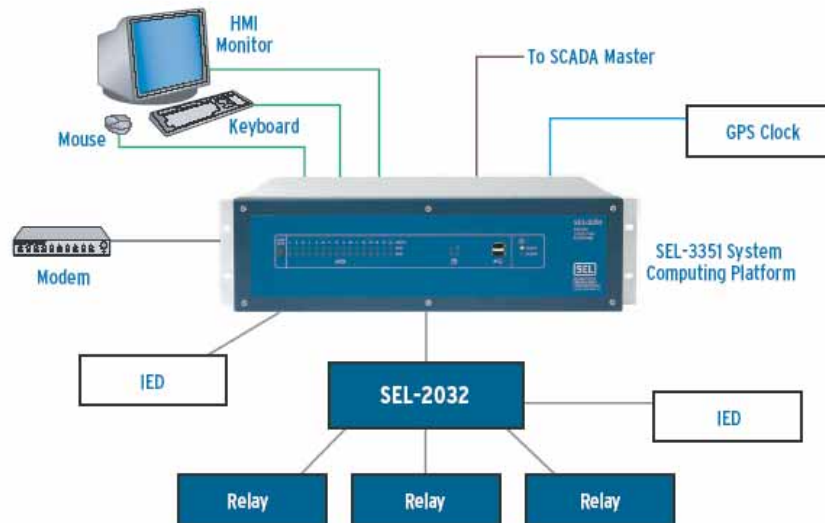 HMI
Monitor
To SCADA Master
GPS Clock
Mouse
Keyboard
SEL-3351 System
Computing Platform
SEL
Modem
IED
SEL-2032
IED
Relay
Relay
Relay